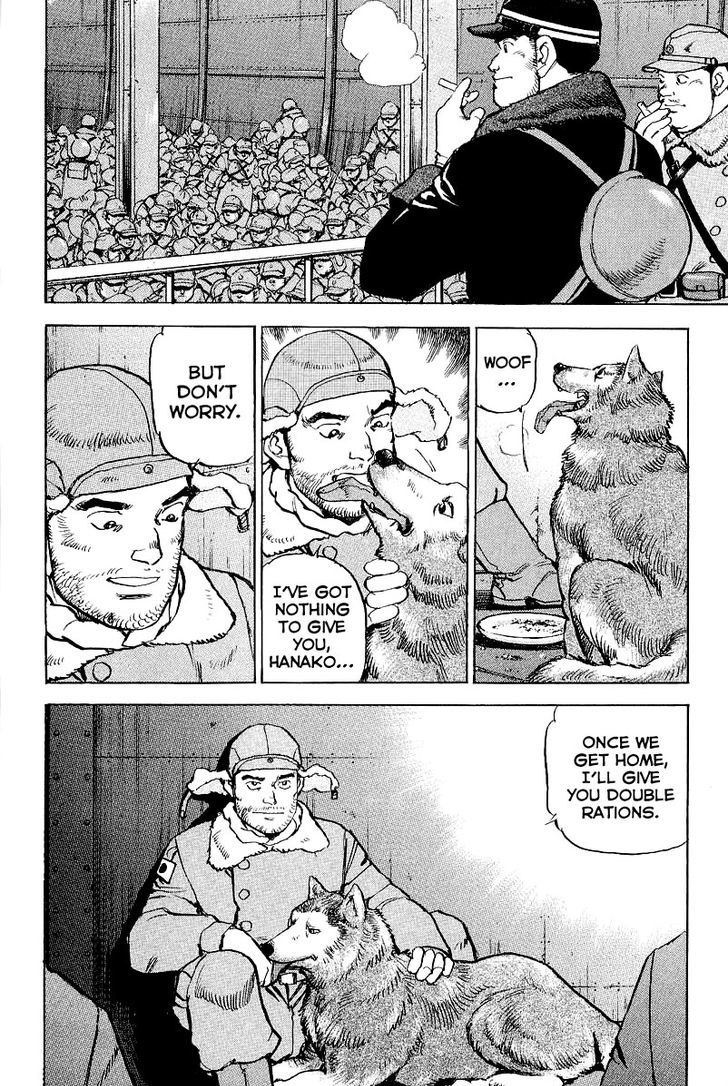 WOOF
...
I'VE GOT
NOTHING
TO GIVE
YOU,
HANAKO...
BUT
DON'T
WORRY.
ONCE WE
GET HOME,
I'LL GIVE
YOU DOUBLE
RATIONS.